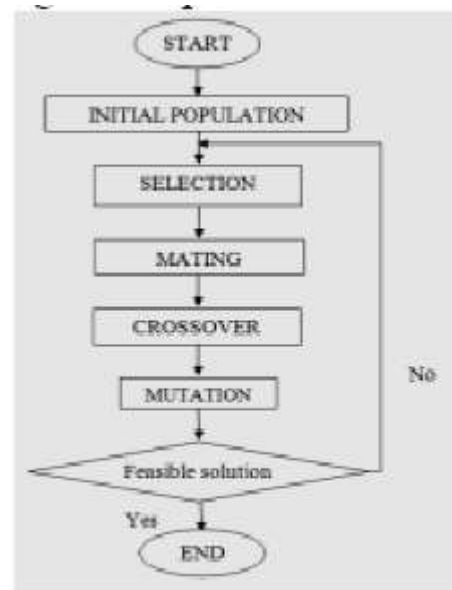 START
INITIAL POPULATION
SELECTION
MATING
CROSSOVER
MUTATION
No
Feasible solution
Yes
END